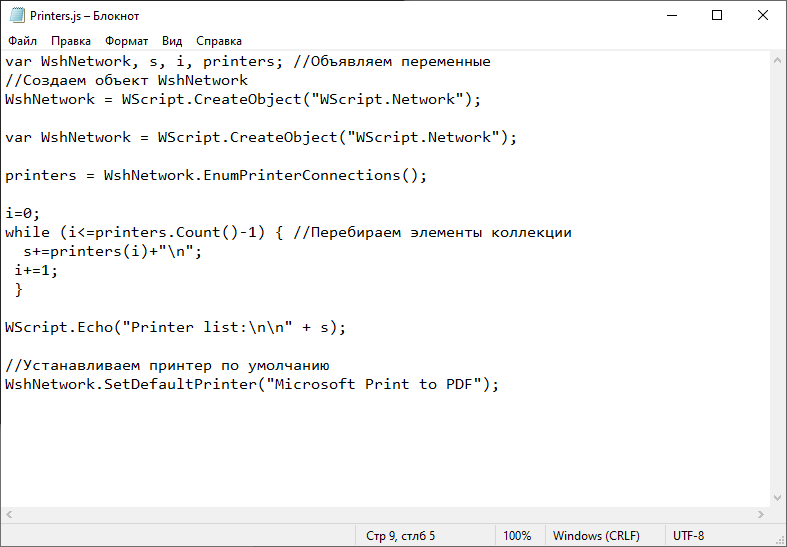 Printers.js – Блокнот
Файл Правка Формат Вид Справка
var WshNetwork, s, i, printers; //Объявляем переменные
//Создаем объект WshNetwork
WshNetwork = WScript.CreateObject("WScript.Network");
var WshNetwork = WScript.CreateObject("WScript.Network");
printers = WshNetwork.EnumPrinterConnections();
i=0;
while (i<=printers.Count()-1) { //Перебираем элементы коллекции
  s+=printers(i)+"\n";
 i+=1;
 }
WScript.Echo("Printer list:\n\n" + s);
//Устанавливаем принтер по умолчанию
WshNetwork.SetDefaultPrinter("Microsoft Print to PDF");
Стр 9, стлб 5 100% Windows (CRLF) UTF-8